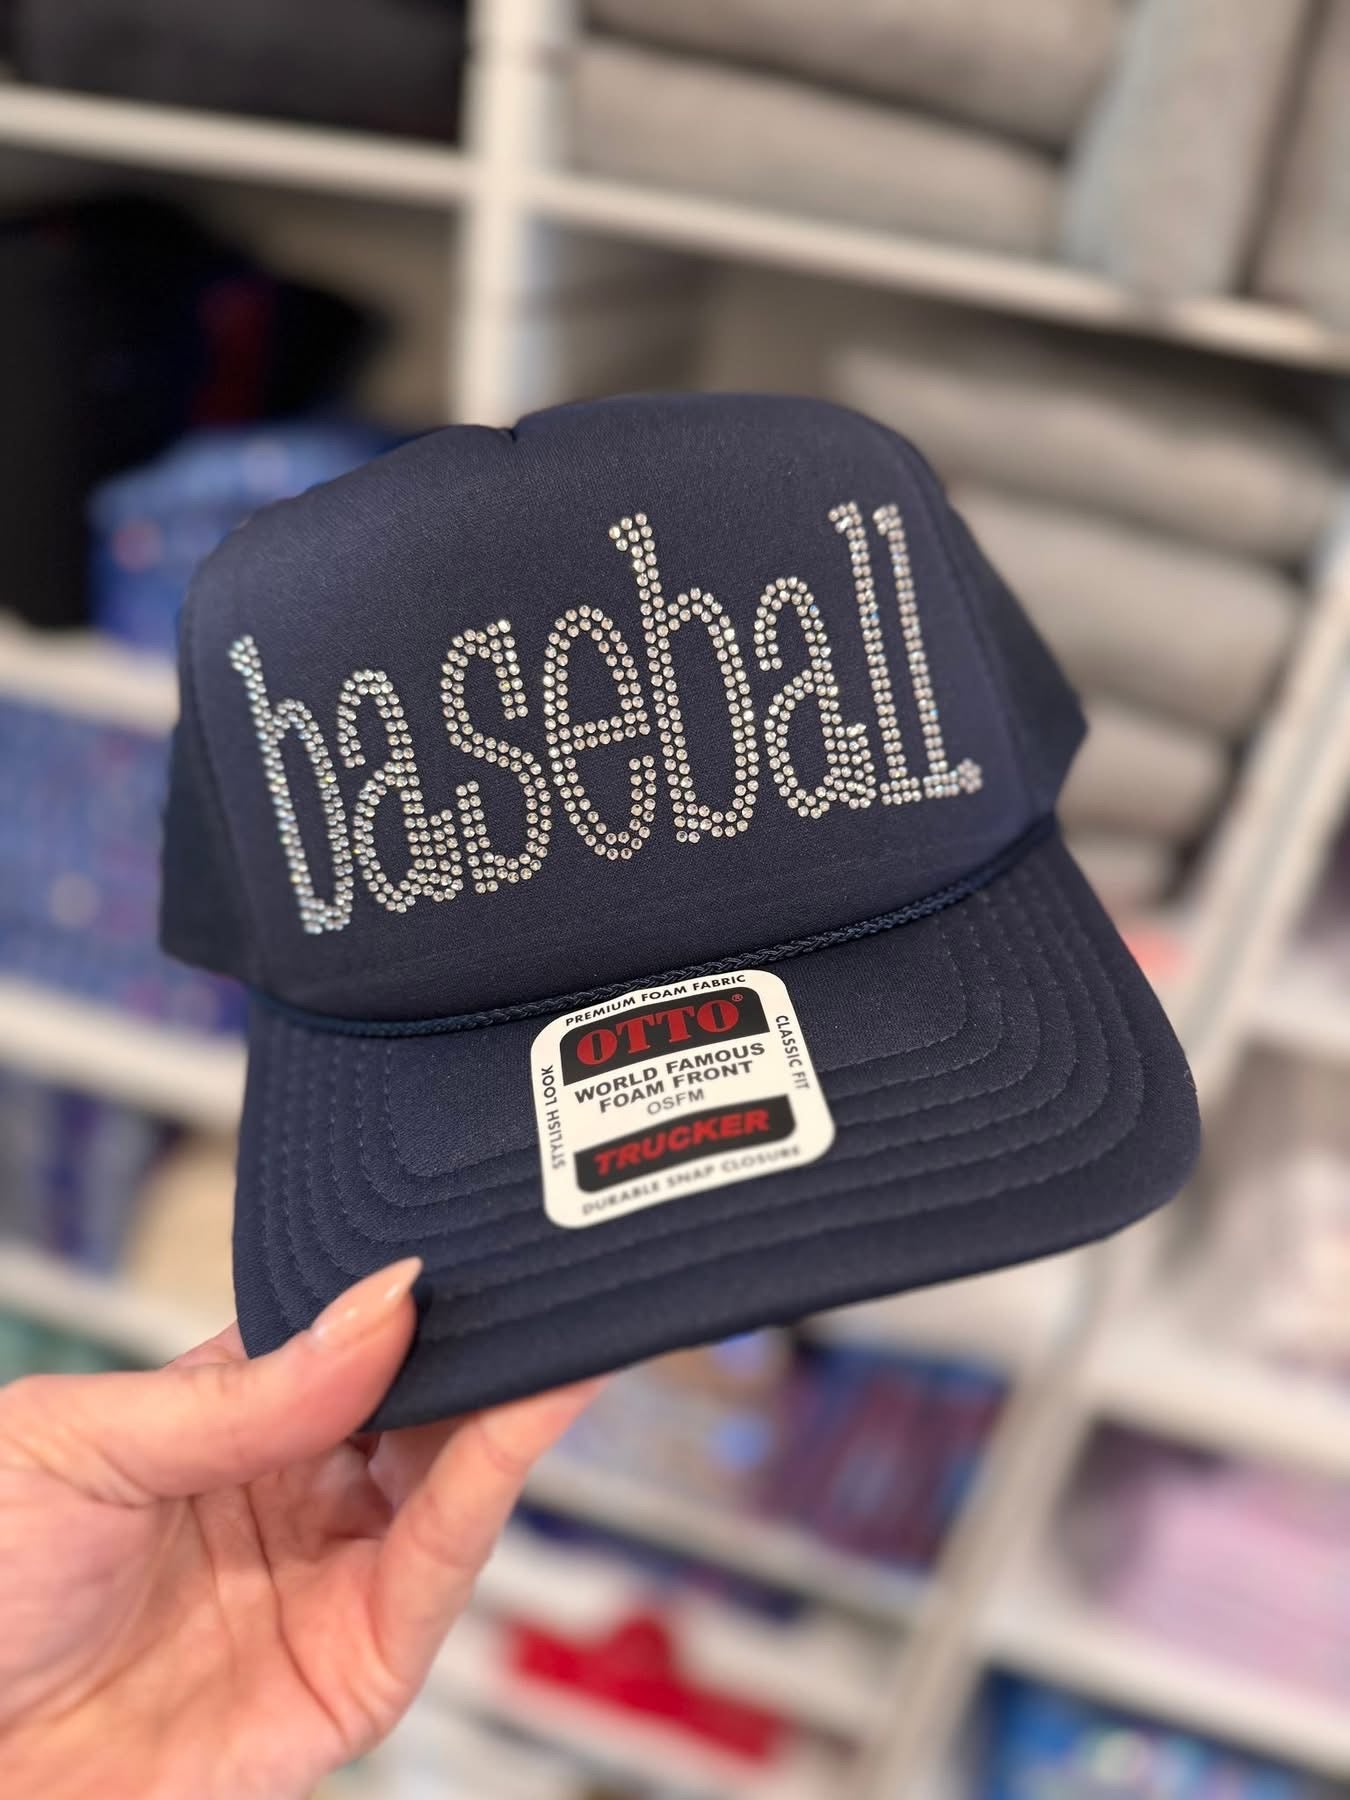 baseball.
PREMIUM FOAM FABRIC
OTTO®
WORLD FAMOUS
FOAM FRONT
OSFM
TRUCKER
DURABLE SNAP CLOSURE
STYLISH LOOK
CLASSIC FIT